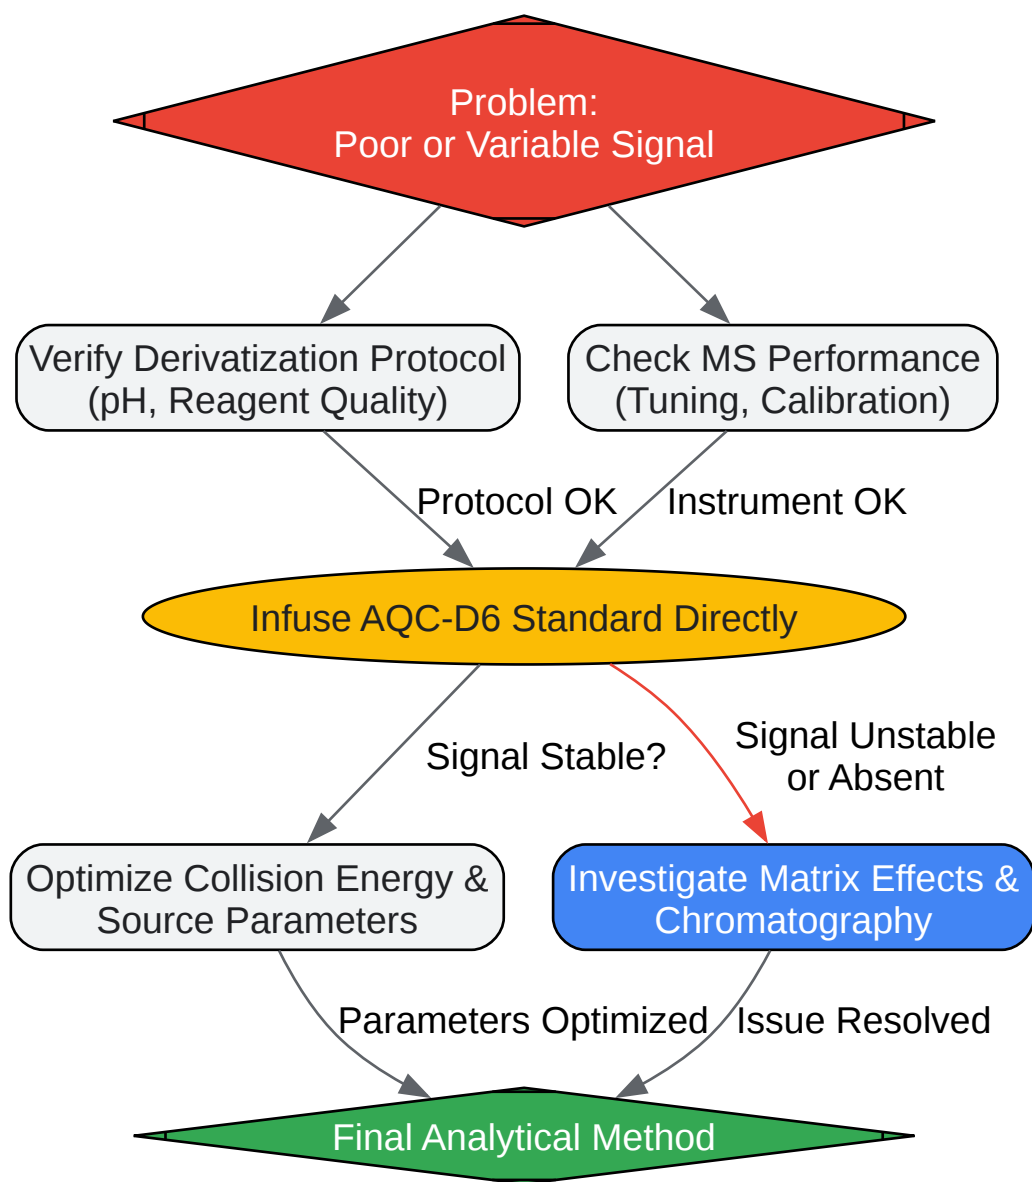 Problem:
Poor or Variable Signal
Verify Derivatization Protocol
(pH, Reagent Quality)
Check MS Performance
(Tuning, Calibration)
Protocol OK
Instrument OK
Infuse AQC-D6 Standard Directly
Signal Stable?
Signal Unstable
or Absent
Optimize Collision Energy &
Source Parameters
Investigate Matrix Effects &
Chromatography
Parameters Optimized
Issue Resolved
Final Analytical Method